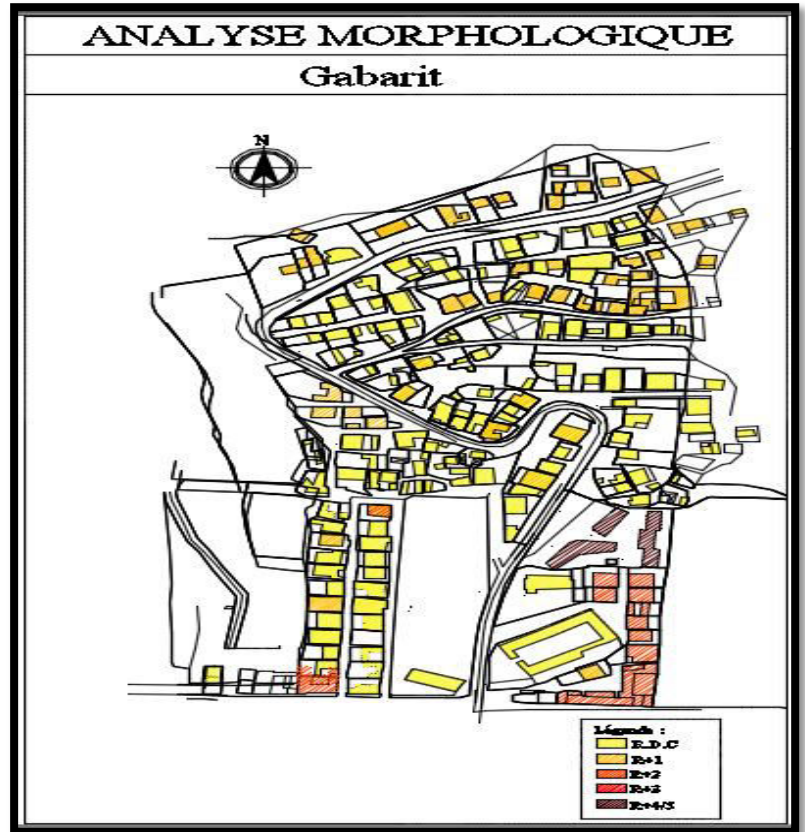 ANALYSE MORPHOLOGIQUE
Gabarit
N
Légende :
R.D.C
R+1
R+2
R+3
R+4/5